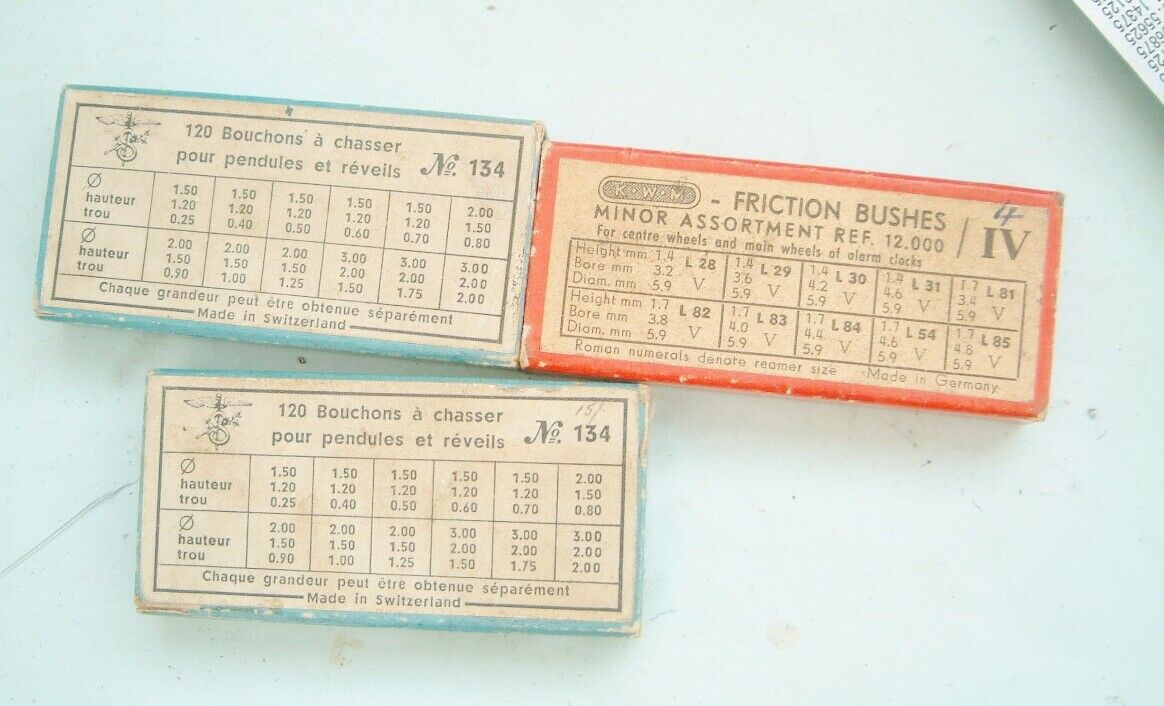 120 Bouchons à chasser
pour pendules et réveils No. 134
Ø 1.50 1.50 1.50 1.50 1.50 2.00
hauteur 1.20 1.20 1.20 1.20 1.20 1.50
trou 0.25 0.40 0.50 0.60 0.70 0.80
Ø 2.00 2.00 2.00 3.00 3.00 3.00
hauteur 1.50 1.50 1.50 2.00 2.00 2.00
trou 0.90 1.00 1.25 1.50 1.75 2.00
Chaque grandeur peut être obtenue séparément
Made in Switzerland
K.W.M - FRICTION BUSHES
MINOR ASSORTMENT REF. 12.000 / IV
4
For centre wheels and main wheels of alarm clocks
Height mm 1.4 L 28 1.4 L 29 1.4 L 30 1.4 L 31 1.7 L 81
Bore mm 3.2 3.6 4.2 4.6 3.4
Diam. mm 5.9 V 5.9 V 5.9 V 5.9 V 5.9 V
Height mm 1.7 L 82 1.7 L 83 1.7 L 84 1.7 L 54 1.7 L 85
Bore mm 3.8 4.0 4.4 4.6 4.8
Diam. mm 5.9 V 5.9 V 5.9 V 5.9 V 5.9 V
Roman numerals denote reamer size - Made in Germany
120 Bouchons à chasser
15/
pour pendules et réveils No. 134
Ø 1.50 1.50 1.50 1.50 1.50 2.00
hauteur 1.20 1.20 1.20 1.20 1.20 1.50
trou 0.25 0.40 0.50 0.60 0.70 0.80
Ø 2.00 2.00 2.00 3.00 3.00 3.00
hauteur 1.50 1.50 1.50 2.00 2.00 2.00
trou 0.90 1.00 1.25 1.50 1.75 2.00
Chaque grandeur peut être obtenue séparément
Made in Switzerland